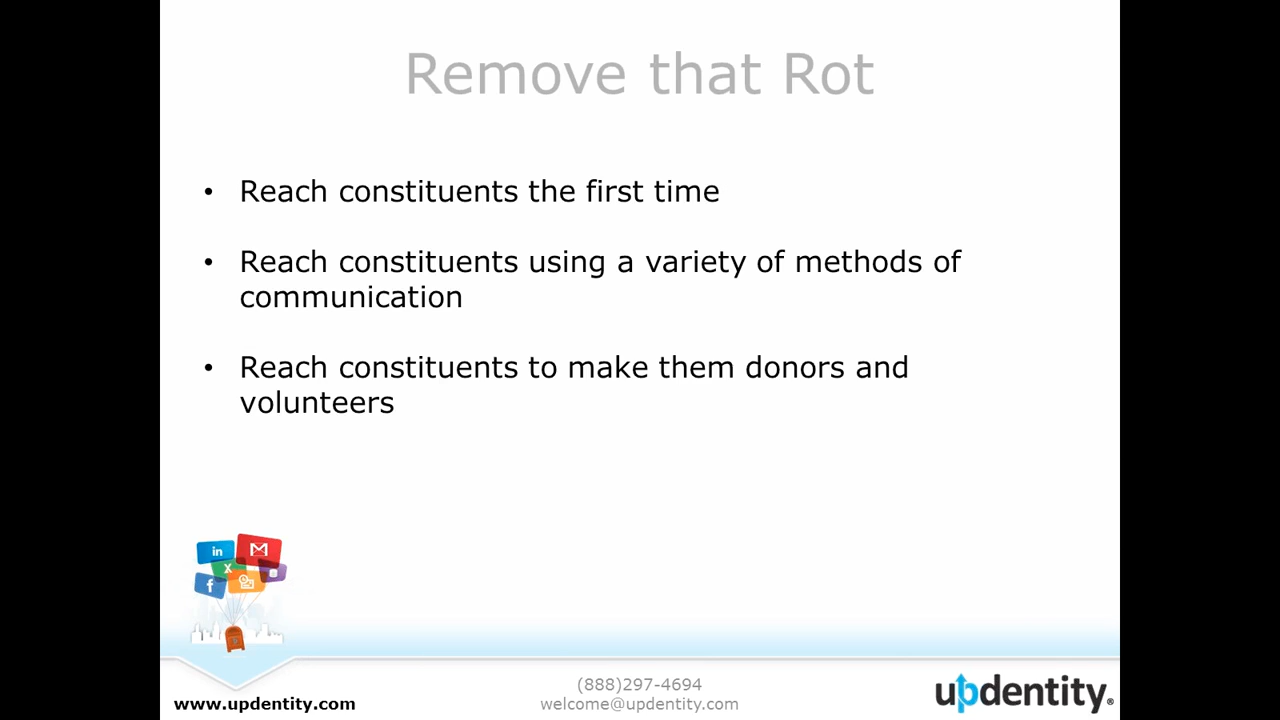 Remove that Rot
• Reach constituents the first time
• Reach constituents using a variety of methods of
communication
• Reach constituents to make them donors and
volunteers
in
X
f
www.updentity.com
(888)297-4694
welcome@updentity.com
updentity®